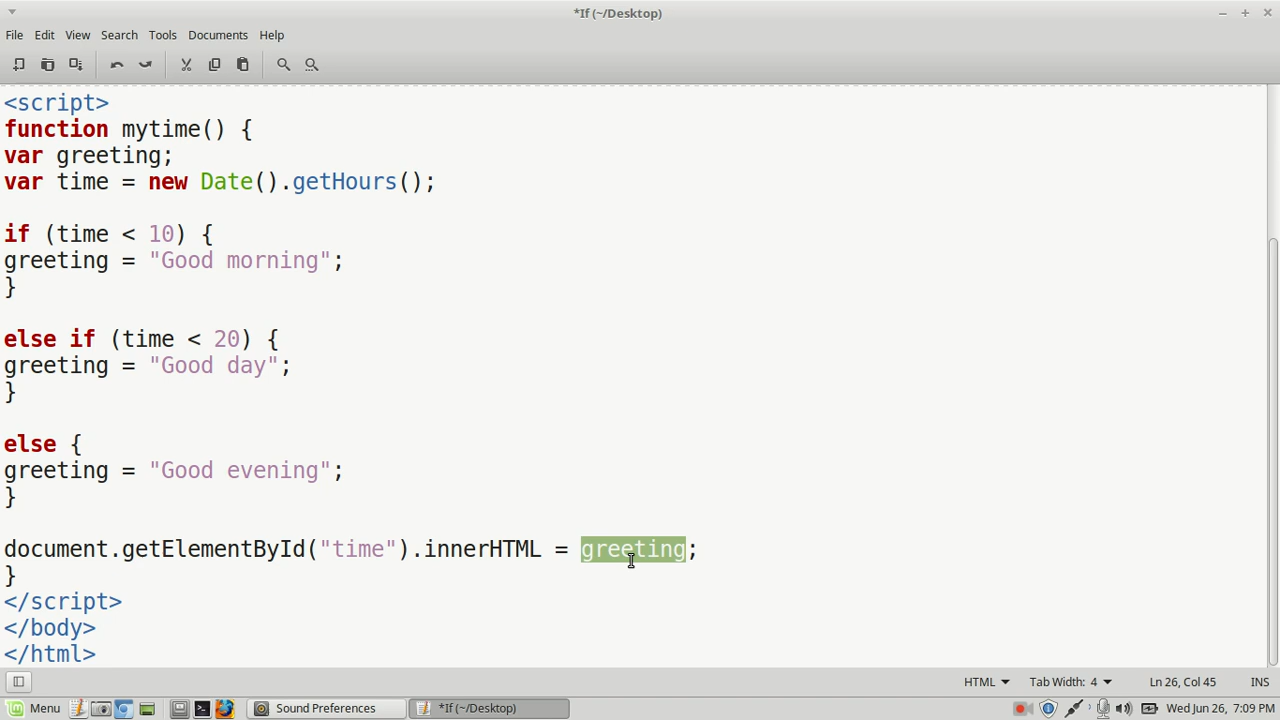 *If (~/Desktop)
File Edit View Search Tools Documents Help
<script>
function mytime() {
var greeting;
var time = new Date().getHours();
if (time < 10) {
greeting = "Good morning";
}
else if (time < 20) {
greeting = "Good day";
}
else {
greeting = "Good evening";
}
document.getElementById("time").innerHTML = greeting;
}
</script>
</body>
</html>
HTML Tab Width: 4 Ln 26, Col 45 INS
Menu Sound Preferences *If (~/Desktop) Wed Jun 26, 7:09 PM